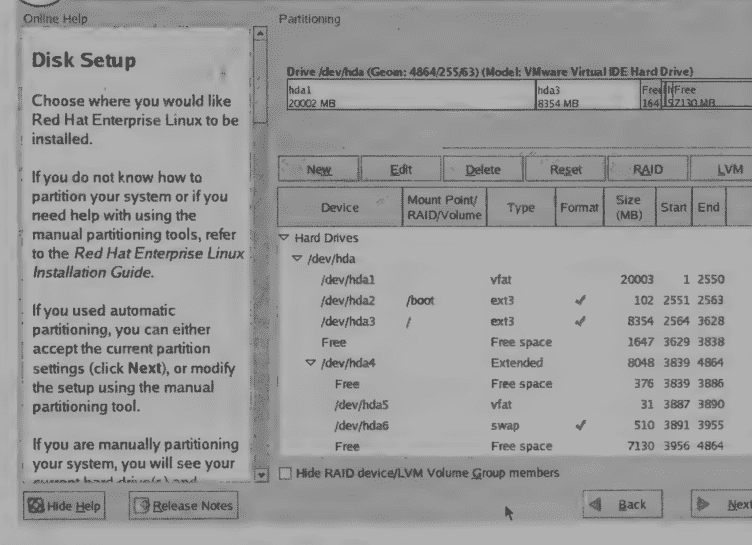 Online Help
Disk Setup
Choose where you would like
Red Hat Enterprise Linux to be
installed.
If you do not know how to
partition your system or if you
need help with using the
manual partitioning tools, refer
to the Red Hat Enterprise Linux
Installation Guide.
If you used automatic
partitioning, you can either
accept the current partition
settings (click Next), or modify
the setup using the manual
partitioning tool.
If you are manually partitioning
your system, you will see your
current hard drive(s) and
Hide Help Release Notes
Partitioning
Drive /dev/hda (Geom: 4864/255/63) (Model: VMware Virtual IDE Hard Drive)
hda1 hda3 Free Free
20002 MB 8354 MB 164 7130 MB
New Edit Delete Reset RAID LVM
Device Mount Point/ RAID/Volume Type Format Size (MB) Start End
Hard Drives
/dev/hda
/dev/hda1 vfat 20003 1 2550
/dev/hda2 /boot ext3 ✓ 102 2551 2563
/dev/hda3 / ext3 ✓ 8354 2564 3628
Free Free space 1647 3629 3838
/dev/hda4 Extended 8048 3839 4864
Free Free space 376 3839 3886
/dev/hda5 vfat 31 3887 3890
/dev/hda6 swap ✓ 510 3891 3955
Free Free space 7130 3956 4864
Hide RAID device/LVM Volume Group members
Back Next